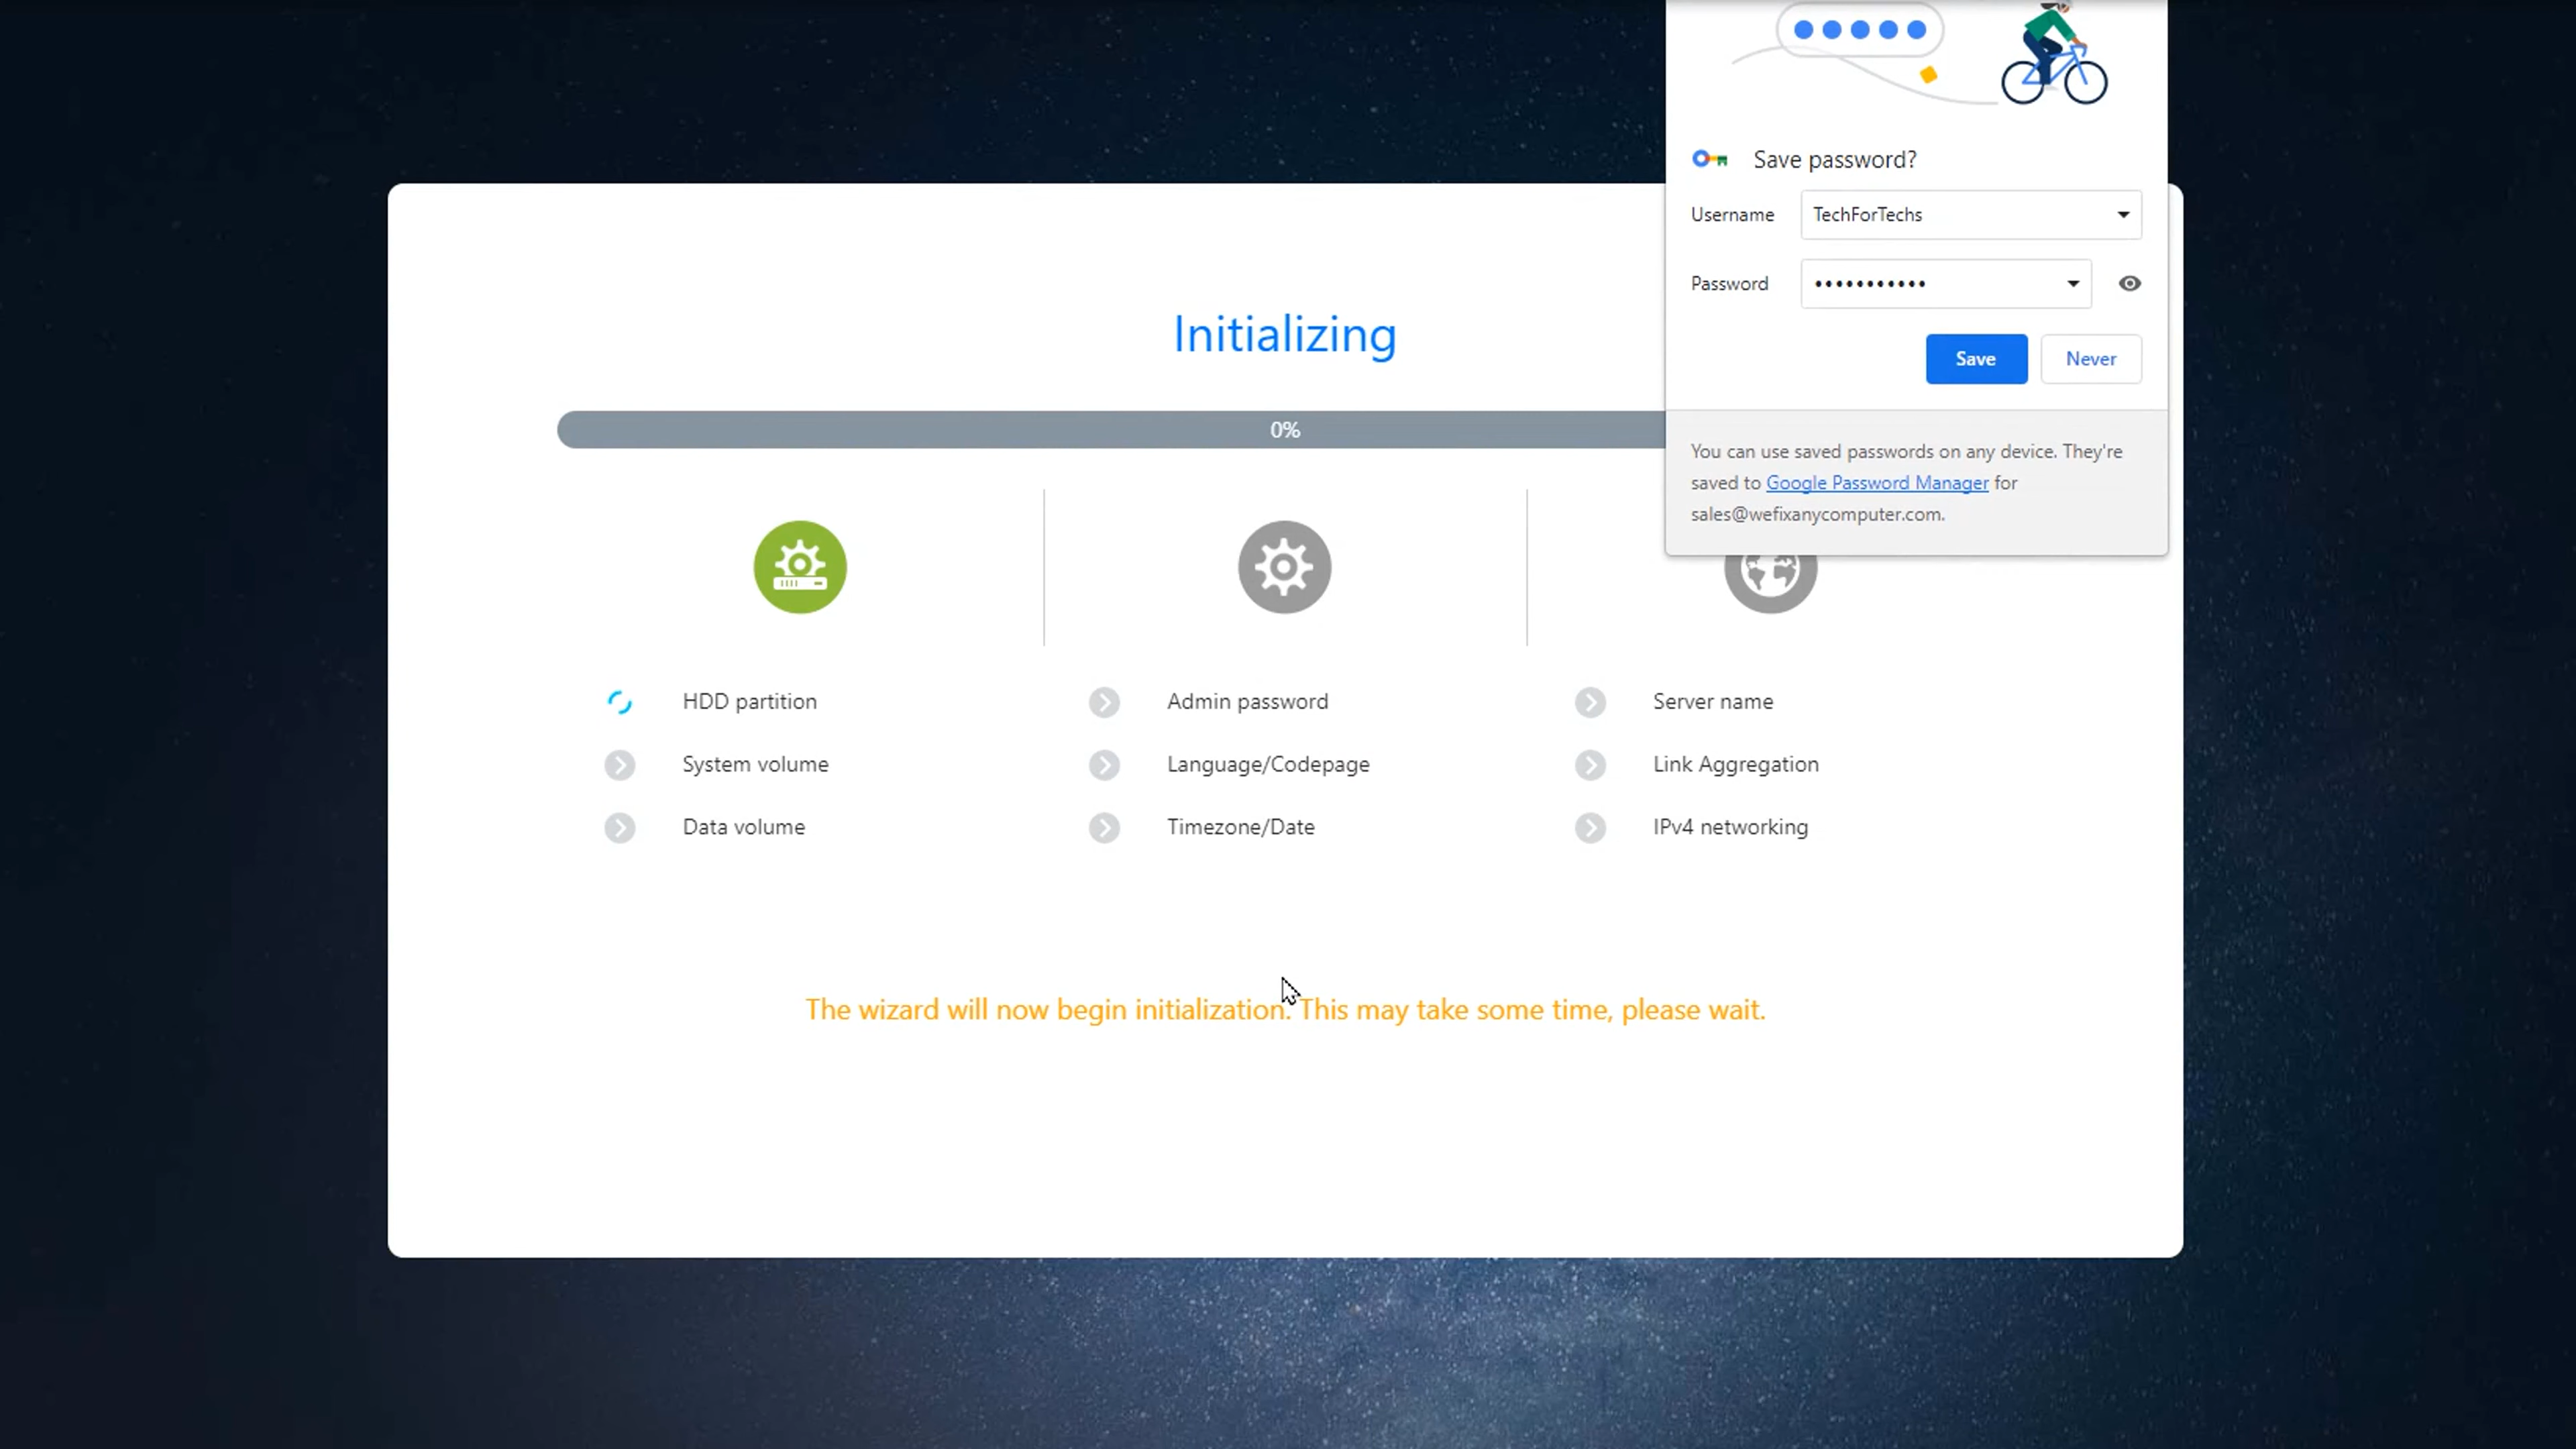 Save password?
Username TechForTechs
Password •••••••••••
Save Never
You can use saved passwords on any device. They're
saved to Google Password Manager for
sales@wefixanycomputer.com.
Initializing
0%
HDD partition
System volume
Data volume
Admin password
Language/Codepage
Timezone/Date
Server name
Link Aggregation
IPv4 networking
The wizard will now begin initialization. This may take some time, please wait.